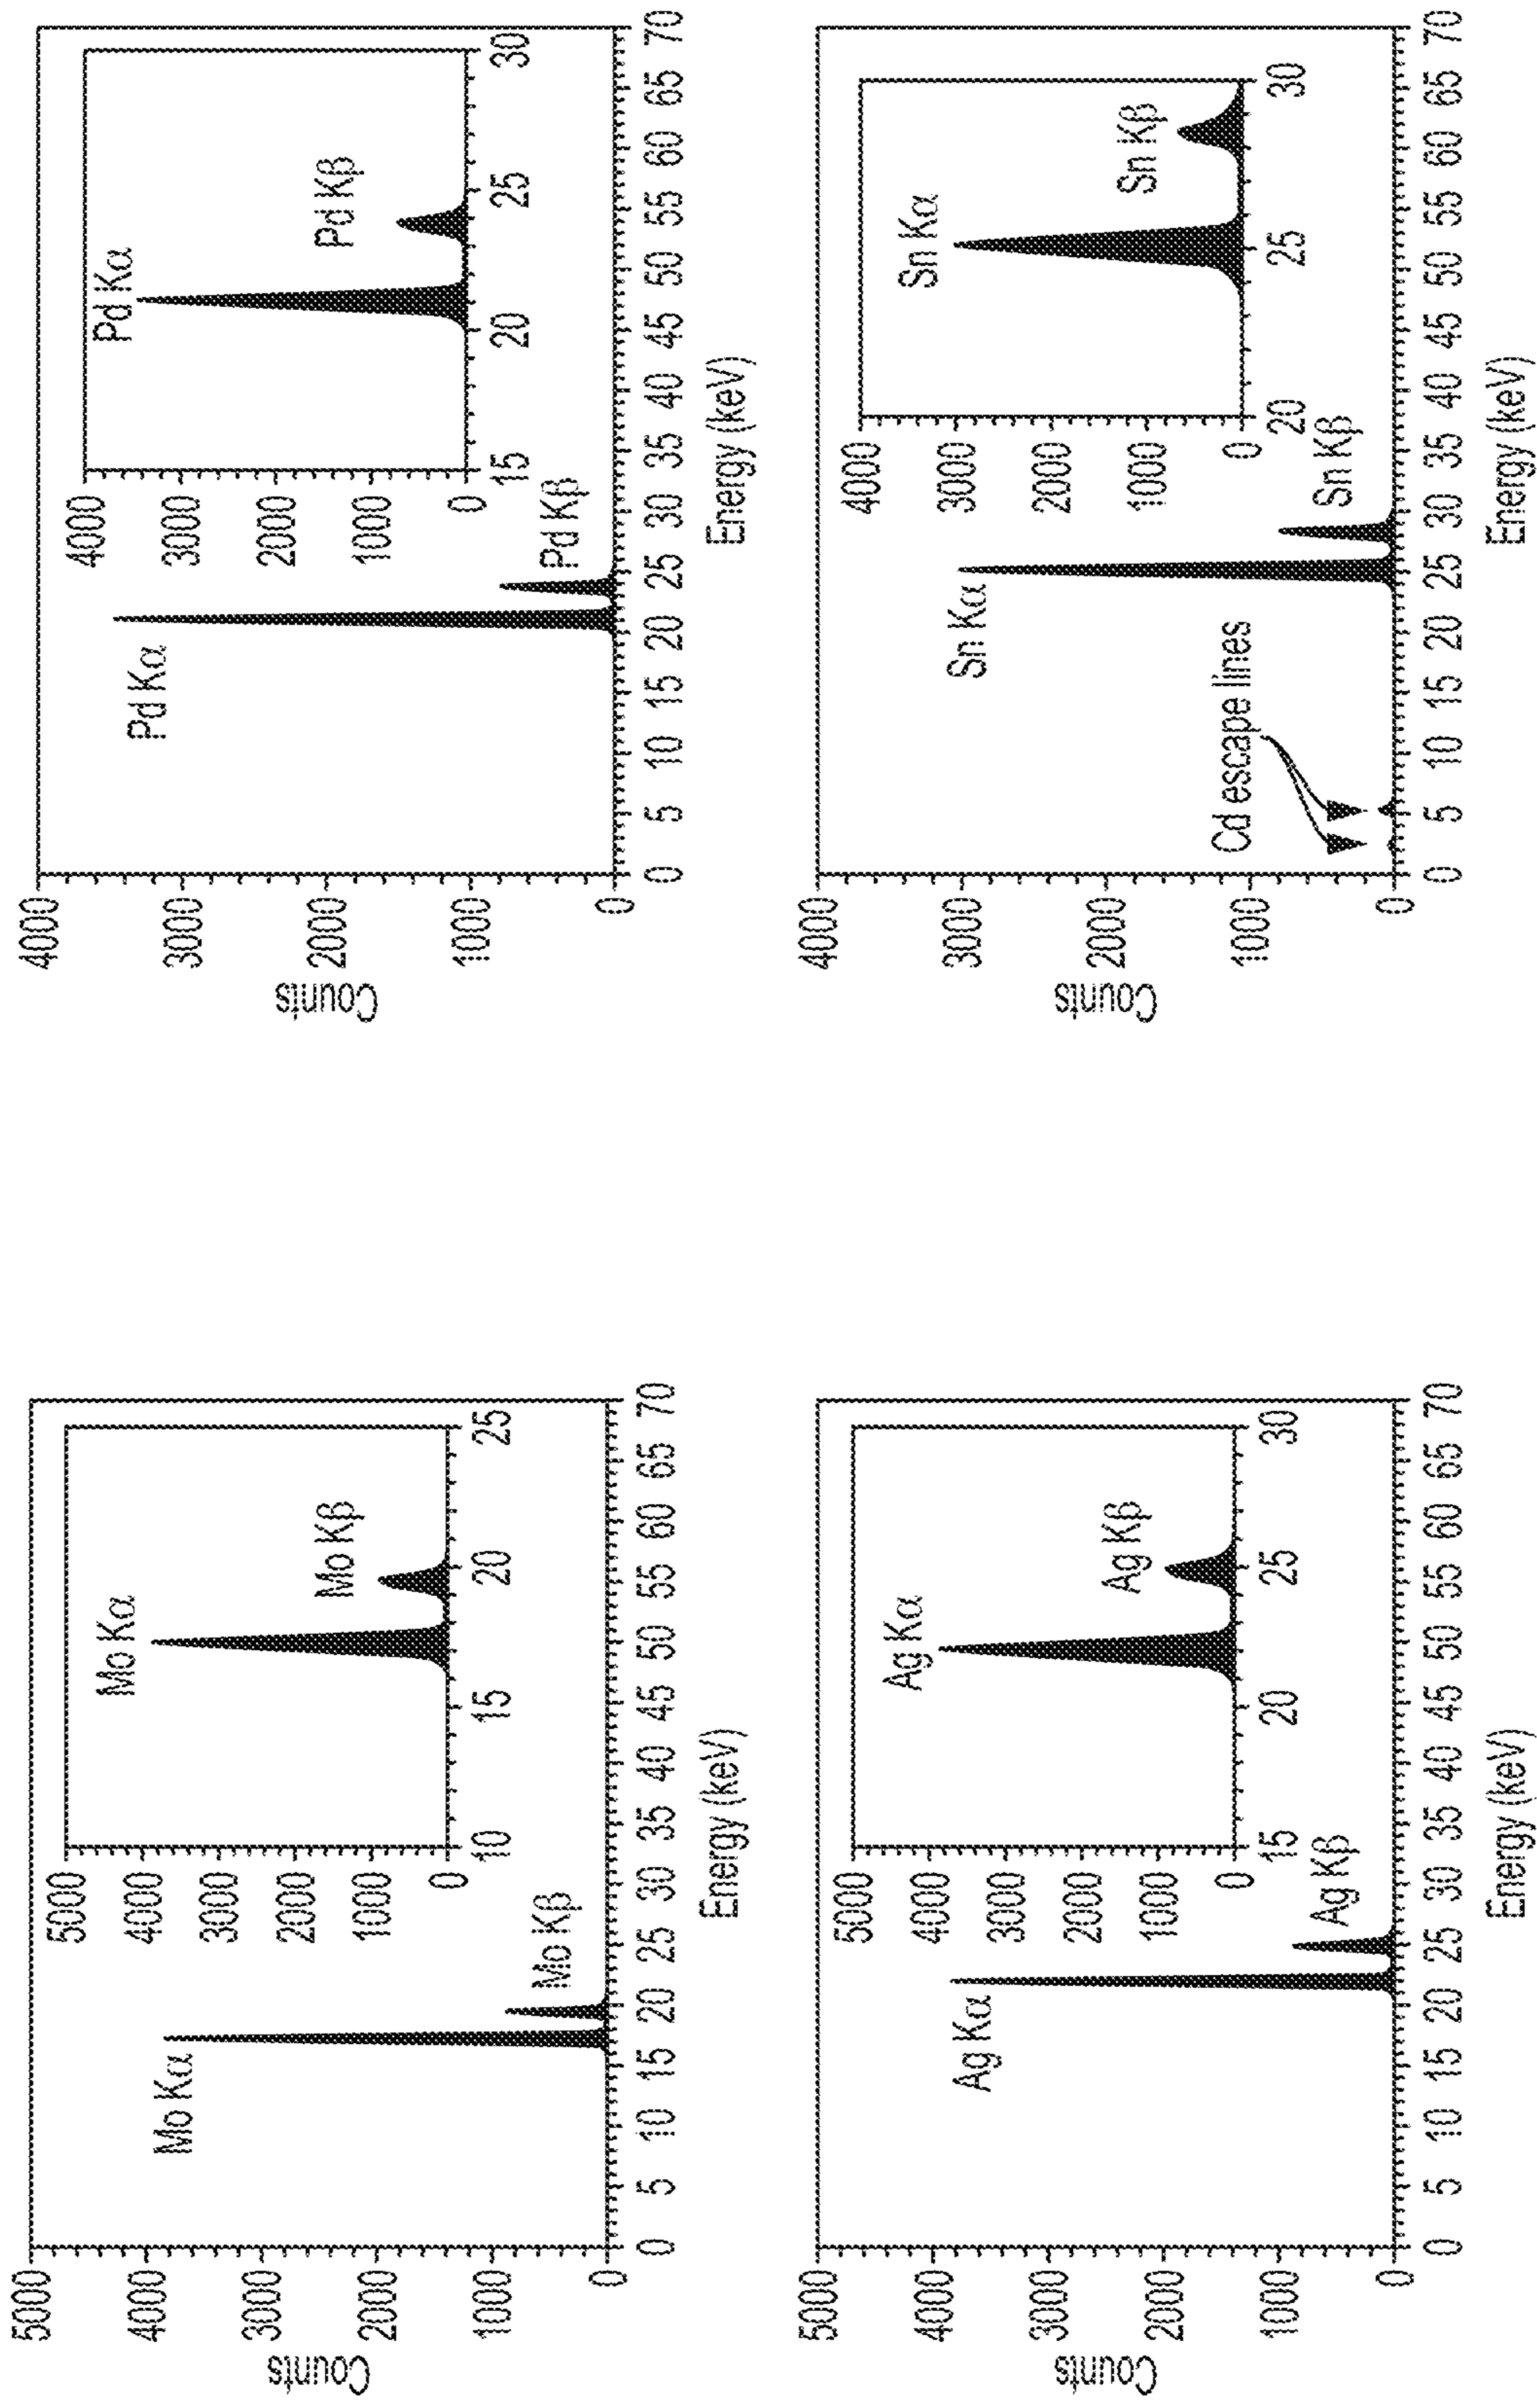 5000
4000
3000
2000
1000
0
Counts
Mo Kα
Mo Kβ
0 5 10 15 20 25 30 35 40 45 50 55 60 65 70
Energy (keV)
5000
4000
3000
2000
1000
0
Mo Kα
Mo Kβ
10 15 20 25
4000
3000
2000
1000
0
Counts
Pd Kα
Pd Kβ
0 5 10 15 20 25 30 35 40 45 50 55 60 65 70
Energy (keV)
4000
3000
2000
1000
0
Pd Kα
Pd Kβ
15 20 25 30
5000
4000
3000
2000
1000
0
Counts
Ag Kα
Ag Kβ
0 5 10 15 20 25 30 35 40 45 50 55 60 65 70
Energy (keV)
5000
4000
3000
2000
1000
0
Ag Kα
Ag Kβ
15 20 25 30
4000
3000
2000
1000
0
Counts
Sn Kα
Cd escape lines
Sn Kβ
0 5 10 15 20 25 30 35 40 45 50 55 60 65 70
Energy (keV)
4000
3000
2000
1000
0
Sn Kα
Sn Kβ
20 25 30